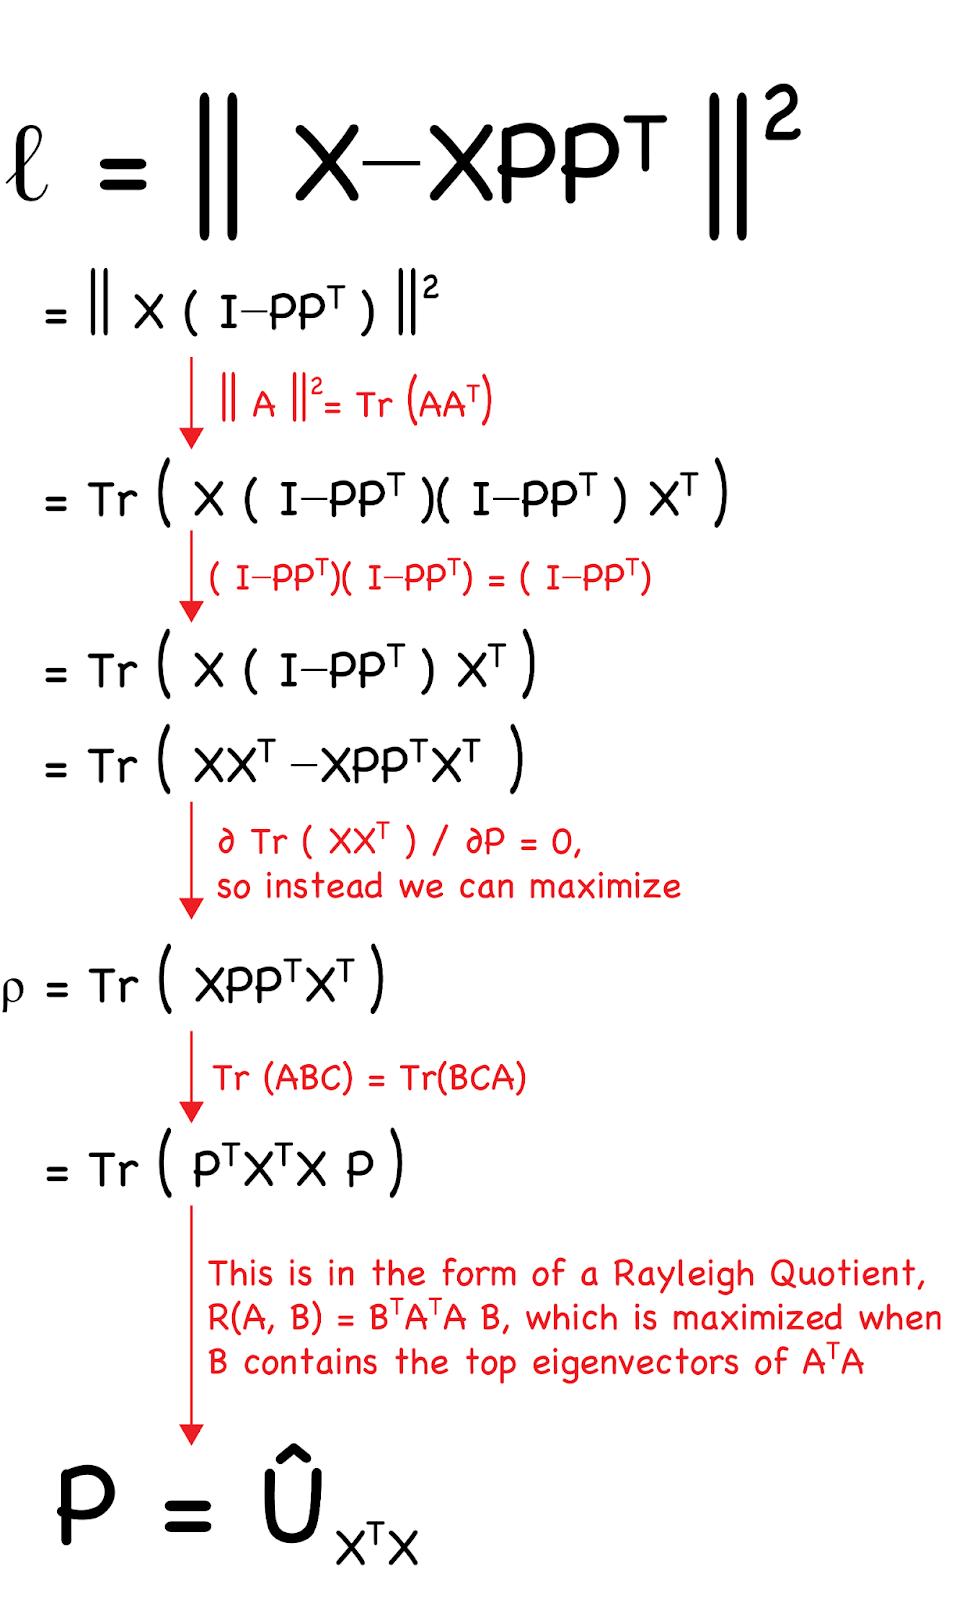 ℓ = || X−XPPᵀ ||²
= || X ( I−PPᵀ ) ||²
|| A ||²= Tr (AAᵀ)
= Tr ( X ( I−PPᵀ )( I−PPᵀ ) Xᵀ )
( I−PPᵀ)( I−PPᵀ) = ( I−PPᵀ)
= Tr ( X ( I−PPᵀ ) Xᵀ )
= Tr ( XXᵀ −XPPᵀXᵀ )
∂ Tr ( XXᵀ ) / ∂P = 0,
so instead we can maximize
ρ = Tr ( XPPᵀXᵀ )
Tr (ABC) = Tr(BCA)
= Tr ( PᵀXᵀX P )
This is in the form of a Rayleigh Quotient,
R(A, B) = BᵀAᵀA B, which is maximized when
B contains the top eigenvectors of AᵀA
P = Û XᵀX